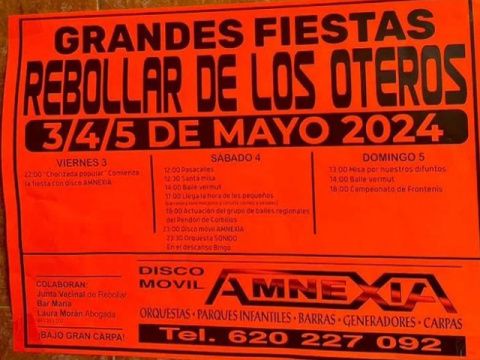 GRANDES FIESTAS
REBOLLAR DE LOS OTEROS
3/4/5 DE MAYO 2024
VIERNES 3
22:00 "Chorizada popular" Comienza
la fiesta con disco AMNEXIA
SÁBADO 4
12:00 Pasacalles
12:30 Santa misa
14:00 Baile vermut
17:00 Llega la hora de los pequeños
19:00 Actuación del grupo de bailes regionales
del Pendón de Corbillos
23:00 Disco móvil AMNEXIA
23:30 Orquesta SONDO
En el descanso Bingo
DOMINGO 5
13:00 Misa por nuestros difuntos
14:00 Baile vermut
18:00 Campeonato de Frontenis
COLABORAN:
Junta Vecinal de Rebollar
Bar María
Laura Morán Abogada
¡BAJO GRAN CARPA!
DISCO
MOVIL
AMNEXIA
ORQUESTAS · PARQUES INFANTILES · BARRAS · GENERADORES · CARPAS
Tel. 620 227 092